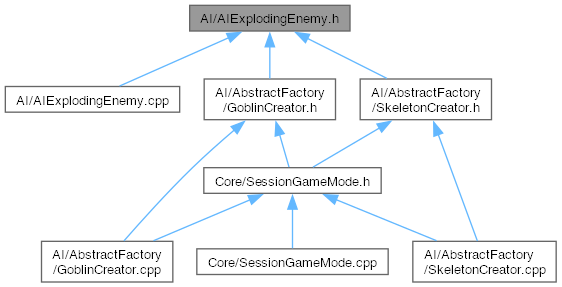 AI/AIExplodingEnemy.h
AI/AIExplodingEnemy.cpp
AI/AbstractFactory
/GoblinCreator.h
AI/AbstractFactory
/SkeletonCreator.h
Core/SessionGameMode.h
AI/AbstractFactory
/GoblinCreator.cpp
Core/SessionGameMode.cpp
AI/AbstractFactory
/SkeletonCreator.cpp